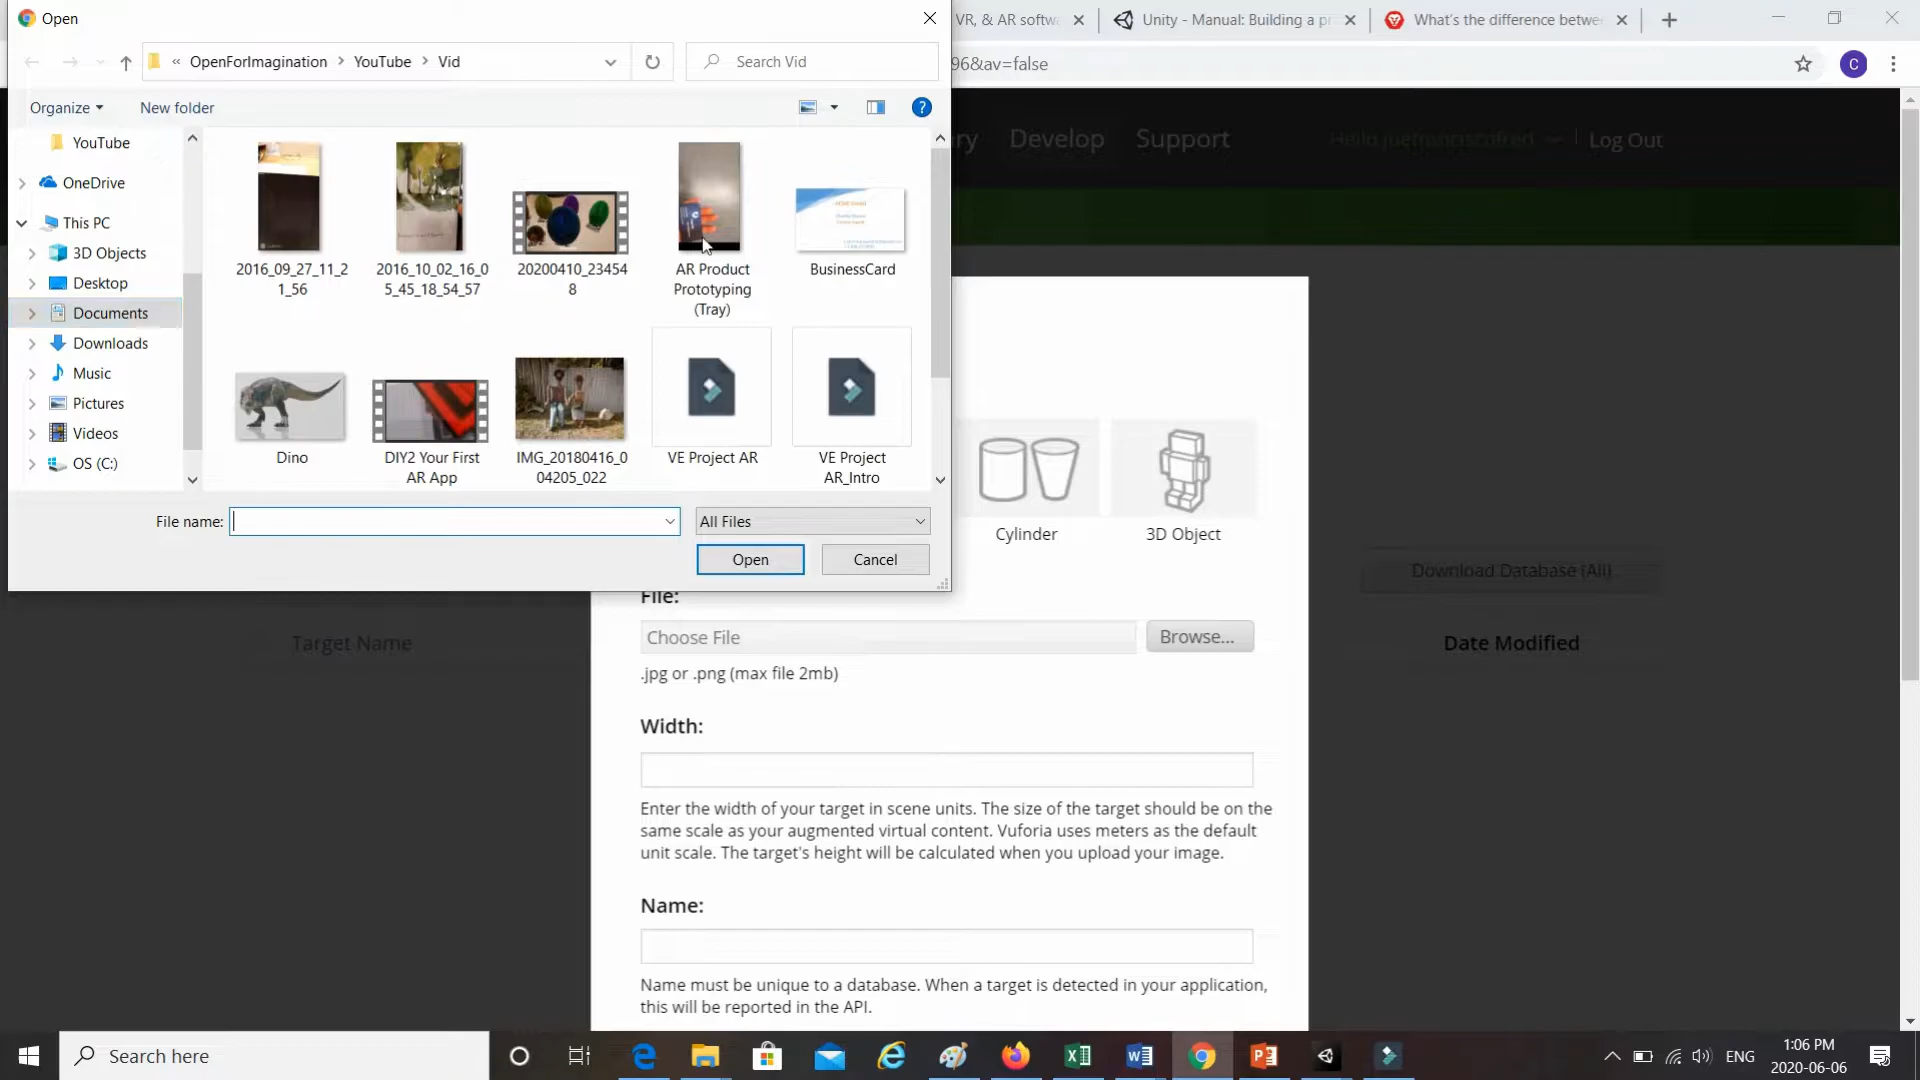 Open
VR, & AR softw
Unity - Manual: Building a pr
What's the difference betwe
« OpenForImagination > YouTube > Vid
Search Vid
96&av=false
C
Organize
New folder
ry Develop Support
Log Out
YouTube
OneDrive
This PC
3D Objects
Desktop
Documents
Downloads
Music
Pictures
Videos
OS (C:)
2016_09_27_11_2
1_56
2016_10_02_16_0
5_45_18_54_57
20200410_23454
8
AR Product
Prototyping
(Tray)
BusinessCard
Dino
DIY2 Your First
AR App
IMG_20180416_0
04205_022
VE Project AR
VE Project
AR_Intro
File name:
All Files
Open
Cancel
Cylinder
3D Object
Download Database (All)
File:
Choose File
Browse...
.jpg or .png (max file 2mb)
Target Name
Date Modified
Width:
Enter the width of your target in scene units. The size of the target should be on the
same scale as your augmented virtual content. Vuforia uses meters as the default
unit scale. The target's height will be calculated when you upload your image.
Name:
Name must be unique to a database. When a target is detected in your application,
this will be reported in the API.
Search here
ENG
1:06 PM
2020-06-06